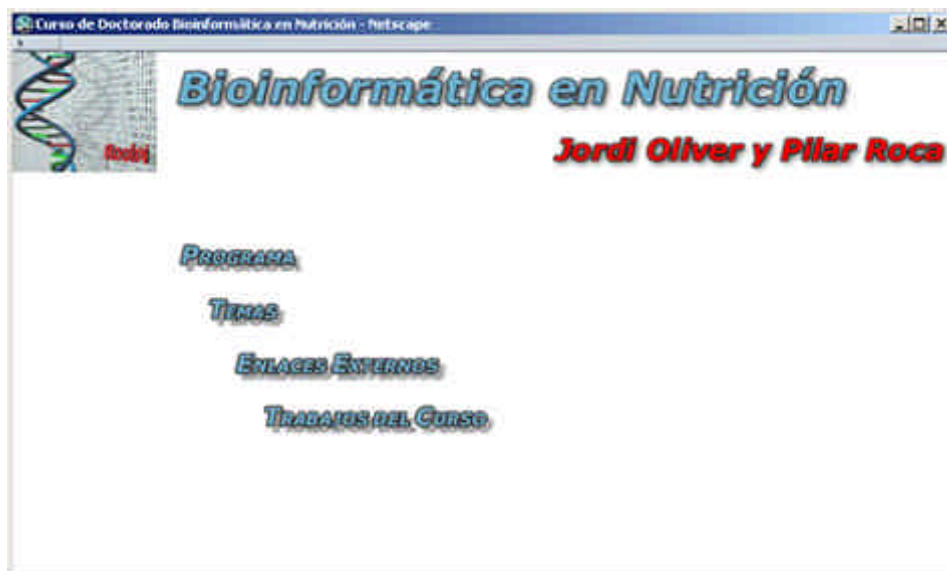 Curso de Doctorado Bioinformática en Nutrición - Netscape
Bioinformática en Nutrición
Jordi Oliver y Pilar Roca
PROGRAMA
TEMAS
ENLACES EXTERNOS
TRABAJOS DEL CURSO